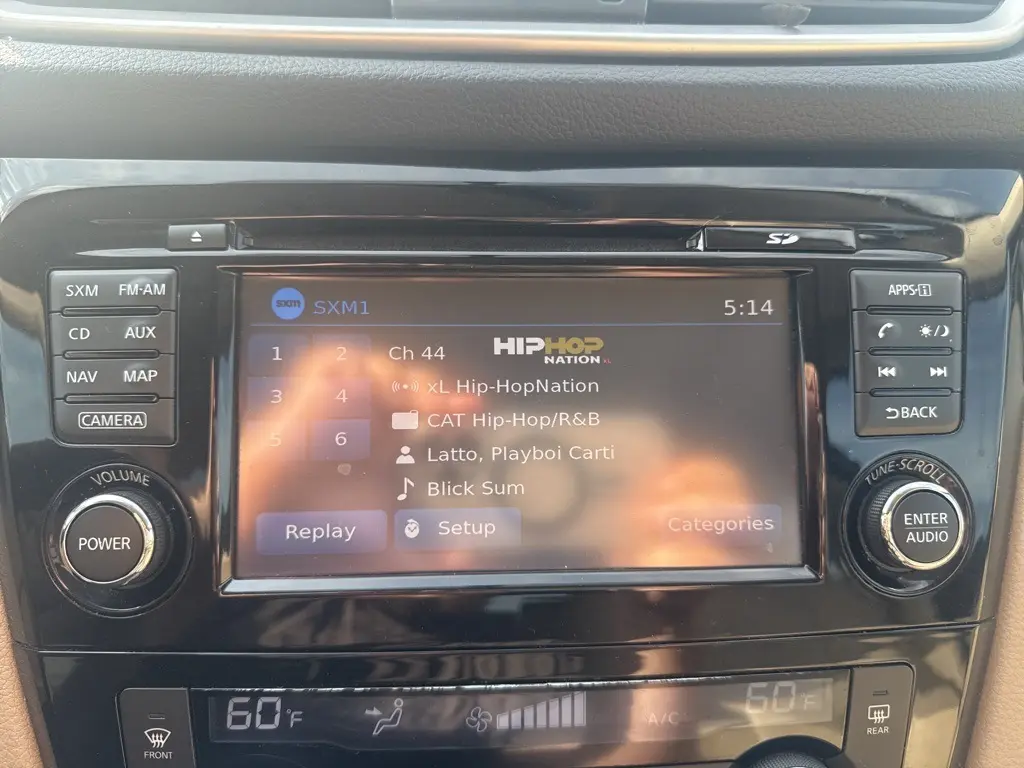 SD
SXM FM·AM
CD AUX
NAV MAP
CAMERA
VOLUME
POWER
sxm SXM1 5:14
1 2
3 4
5 6
Ch 44
HIPHOP
NATION XL
xL Hip-HopNation
CAT Hip-Hop/R&B
Latto, Playboi Carti
Blick Sum
Replay
Setup
Categories
APPS·i
BACK
TUNE·SCROLL
ENTER
AUDIO
FRONT
60°F
A/C
60°F
REAR